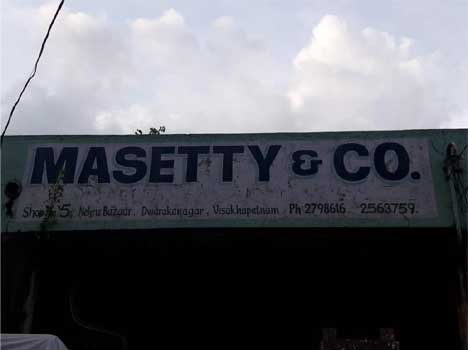 MASETTY & CO.
Shop No. 5, Nehru Bazaar, Dwarakanagar, Visakhapatnam, Ph 2798616, 2563759.